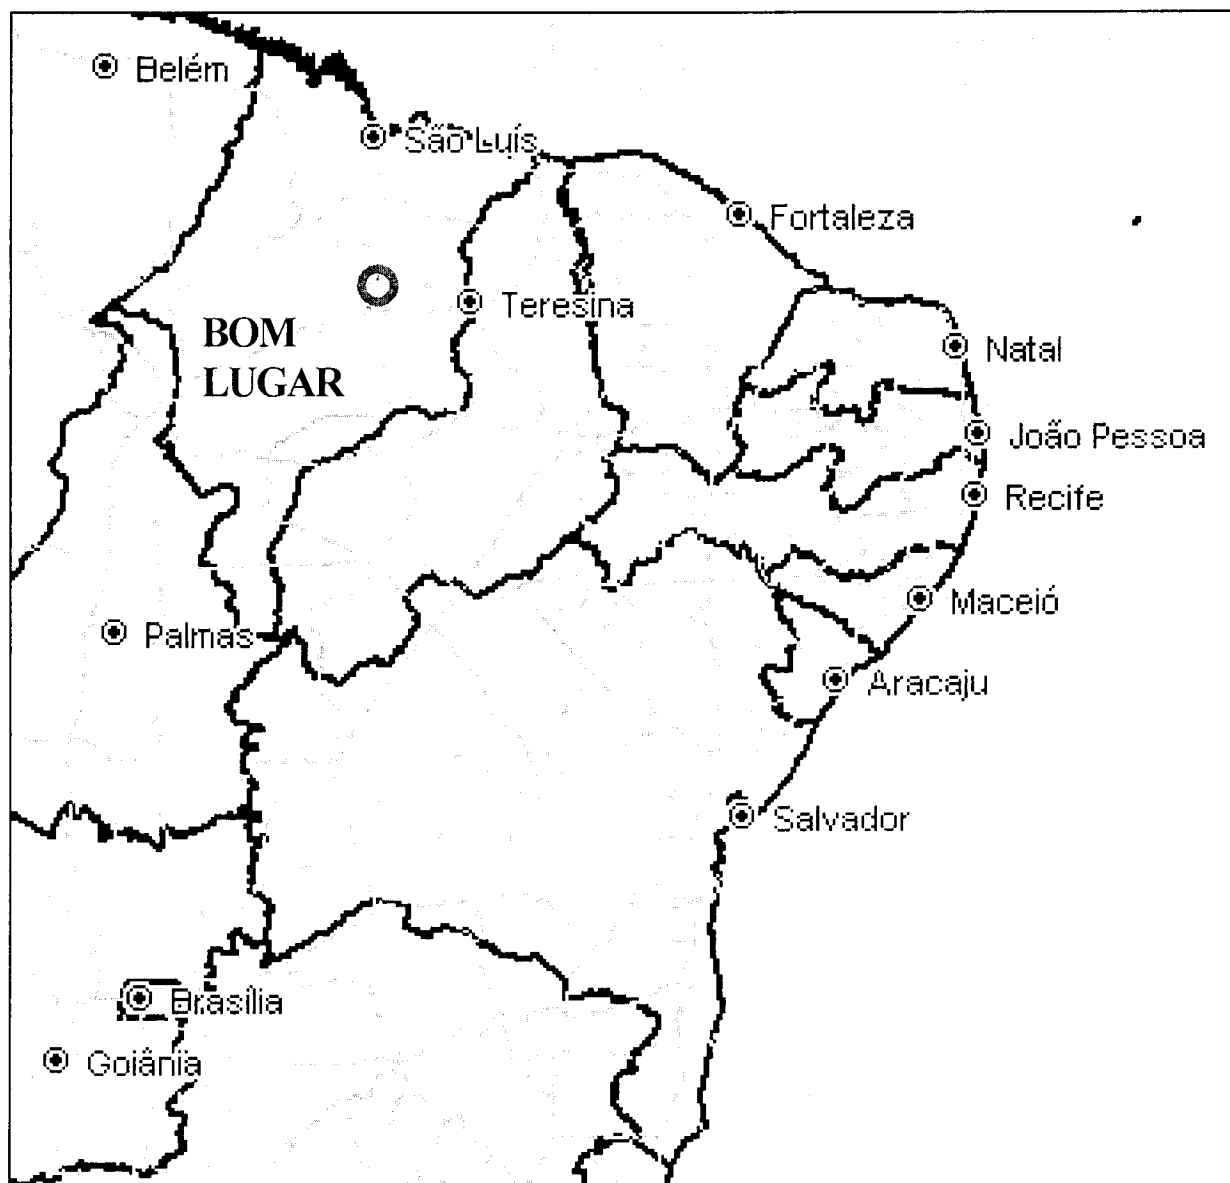 Belém
São Luís
Fortaleza
Teresina
BOM
LUGAR
Natal
João Pessoa
Recife
Maceió
Palmas
Aracaju
Salvador
Brasília
Goiânia